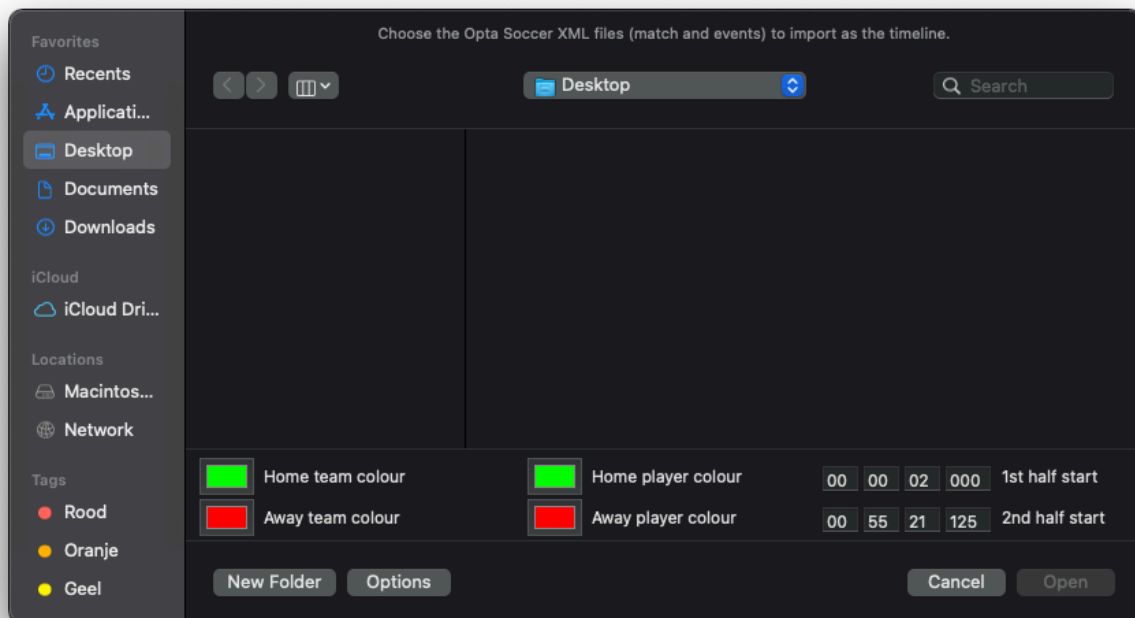 Choose the Opta Soccer XML files (match and events) to import as the timeline.
Favorites
Recents
Applicati...
Desktop
Documents
Downloads
iCloud
iCloud Dri...
Locations
Macintos...
Network
Tags
Rood
Oranje
Geel
Desktop
Search
Home team colour
Home player colour
00 00 02 000 1st half start
Away team colour
Away player colour
00 55 21 125 2nd half start
New Folder
Options
Cancel
Open